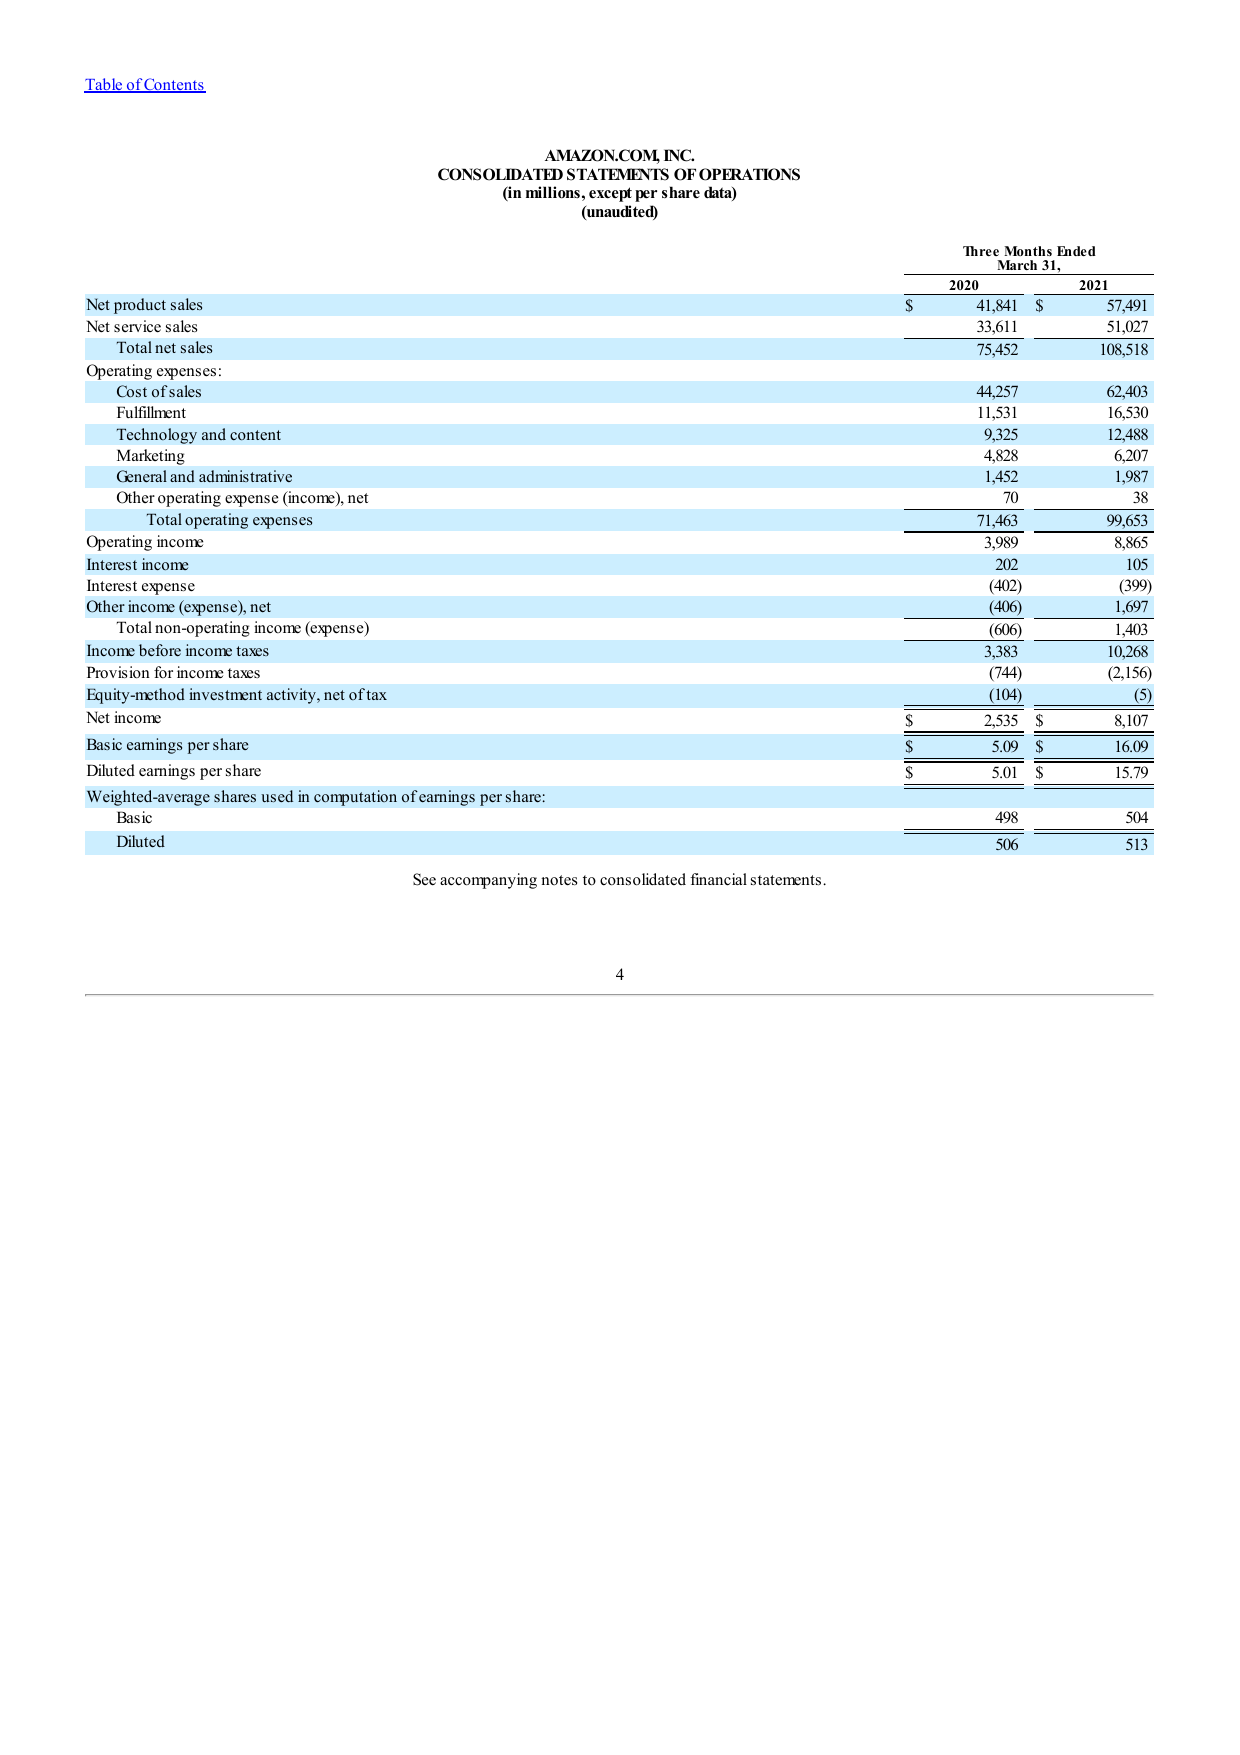 Table of Contents
AMAZON.COM, INC.
CONSOLIDATED STATEMENTS OF OPERATIONS
(in millions, except per share data)
(unaudited)
Three Months Ended
March 31,
2020 2021
Net product sales $ 41,841 $ 57,491
Net service sales 33,611 51,027
Total net sales 75,452 108,518
Operating expenses:
Cost of sales 44,257 62,403
Fulfillment 11,531 16,530
Technology and content 9,325 12,488
Marketing 4,828 6,207
General and administrative 1,452 1,987
Other operating expense (income), net 70 38
Total operating expenses 71,463 99,653
Operating income 3,989 8,865
Interest income 202 105
Interest expense (402) (399)
Other income (expense), net (406) 1,697
Total non-operating income (expense) (606) 1,403
Income before income taxes 3,383 10,268
Provision for income taxes (744) (2,156)
Equity-method investment activity, net of tax (104) (5)
Net income $ 2,535 $ 8,107
Basic earnings per share $ 5.09 $ 16.09
Diluted earnings per share $ 5.01 $ 15.79
Weighted-average shares used in computation of earnings per share:
Basic 498 504
Diluted 506 513
See accompanying notes to consolidated financial statements.
4